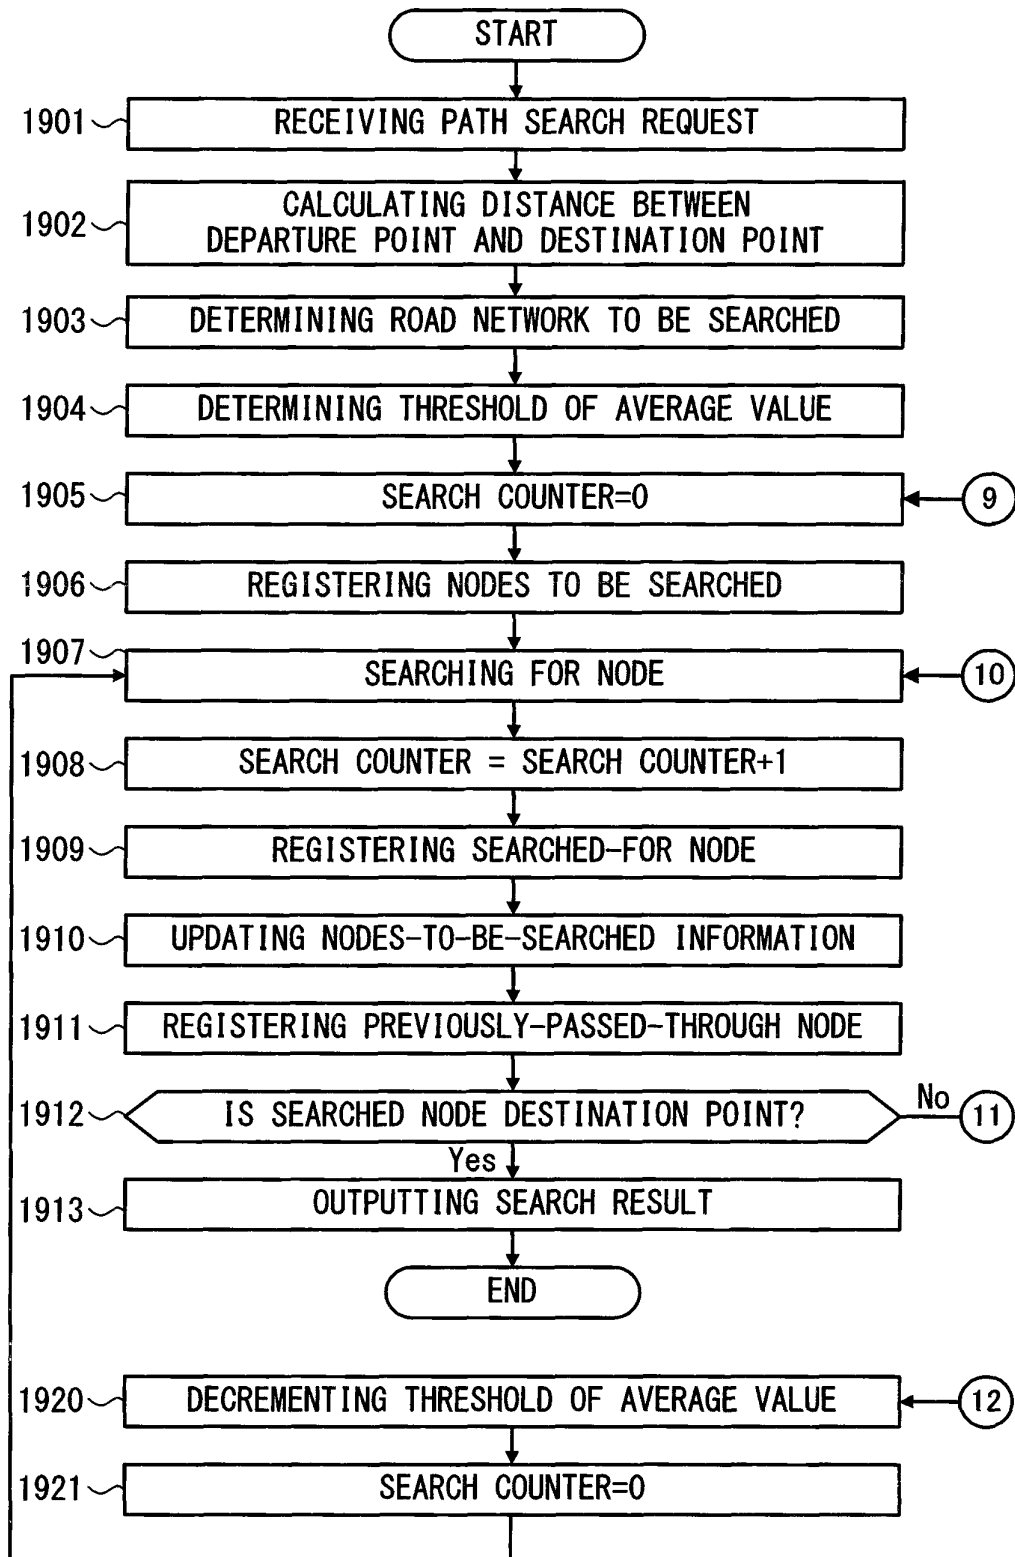 START
1901
RECEIVING PATH SEARCH REQUEST
1902
CALCULATING DISTANCE BETWEEN
DEPARTURE POINT AND DESTINATION POINT
1903
DETERMINING ROAD NETWORK TO BE SEARCHED
1904
DETERMINING THRESHOLD OF AVERAGE VALUE
1905
SEARCH COUNTER=0
9
1906
REGISTERING NODES TO BE SEARCHED
1907
SEARCHING FOR NODE
10
1908
SEARCH COUNTER = SEARCH COUNTER+1
1909
REGISTERING SEARCHED-FOR NODE
1910
UPDATING NODES-TO-BE-SEARCHED INFORMATION
1911
REGISTERING PREVIOUSLY-PASSED-THROUGH NODE
1912
IS SEARCHED NODE DESTINATION POINT?
No
11
Yes
1913
OUTPUTTING SEARCH RESULT
END
1920
DECREMENTING THRESHOLD OF AVERAGE VALUE
12
1921
SEARCH COUNTER=0